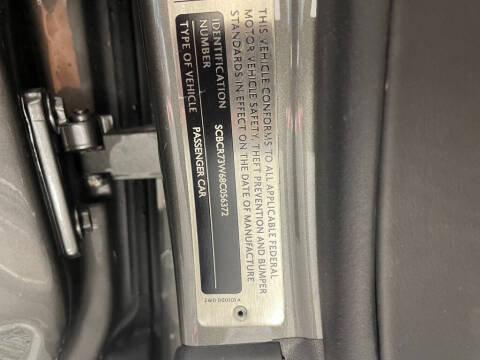 THIS VEHICLE CONFORMS TO ALL APPLICABLE FEDERAL
MOTOR VEHICLE SAFETY, THEFT PREVENTION AND BUMPER
STANDARDS IN EFFECT ON THE DATE OF MANUFACTURE
IDENTIFICATION
NUMBER
SCBCR73W68C056372
TYPE OF VEHICLE
PASSENGER CAR